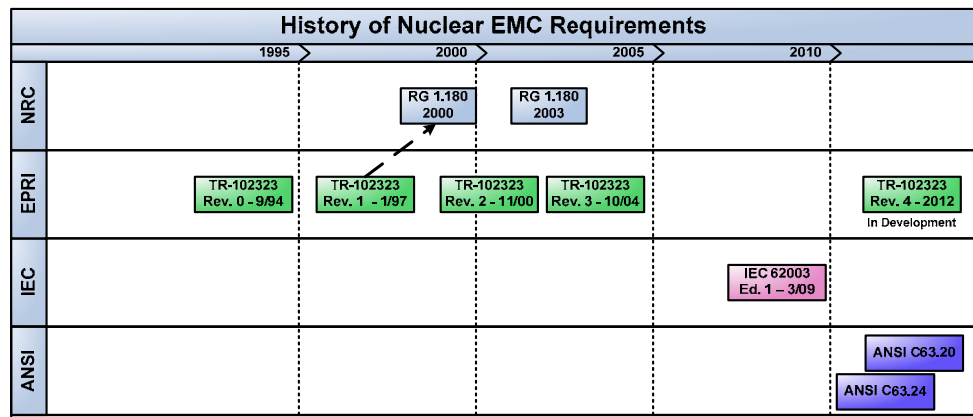 History of Nuclear EMC Requirements
1995
2000
2005
2010
NRC
RG 1.180
2000
RG 1.180
2003
EPRI
TR-102323
Rev. 0 - 9/94
TR-102323
Rev. 1 - 1/97
TR-102323
Rev. 2 - 11/00
TR-102323
Rev. 3 - 10/04
TR-102323
Rev. 4 - 2012
In Development
IEC
IEC 62003
Ed. 1 – 3/09
ANSI
ANSI C63.20
ANSI C63.24